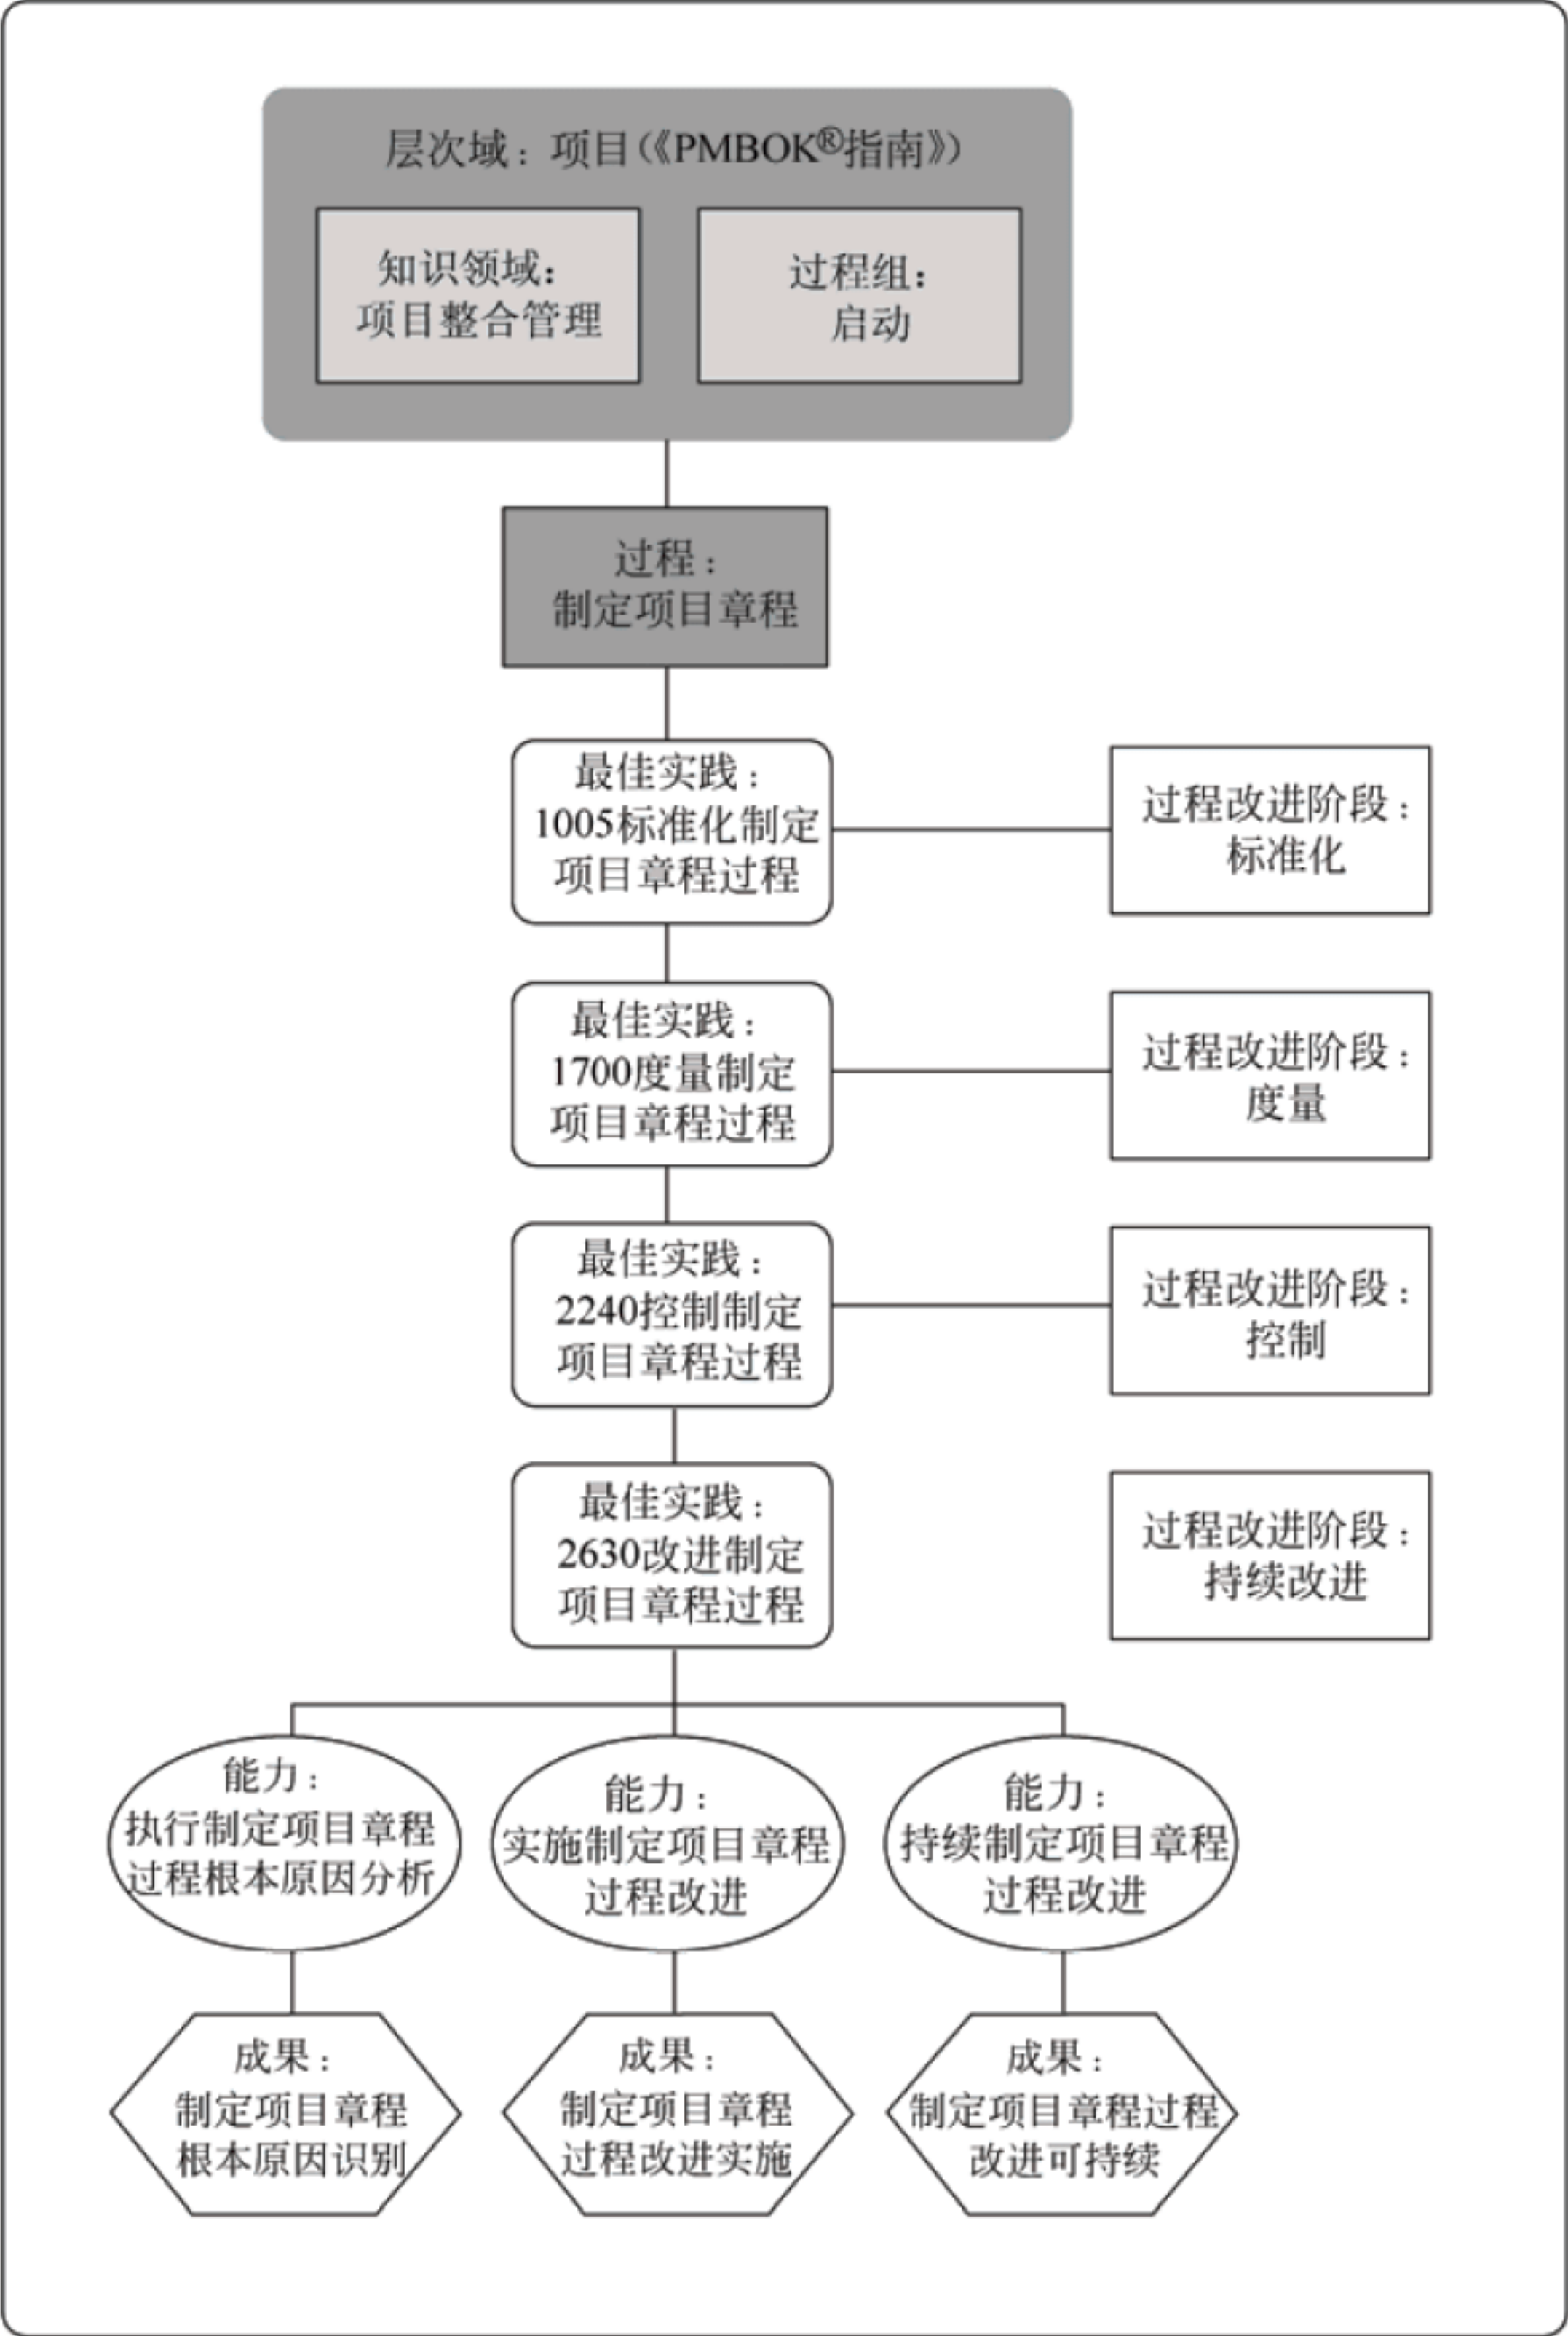 层次域：项目（《PMBOK®指南》）
知识领域：
项目整合管理
过程组：
启动
过程：
制定项目章程
最佳实践：
1005标准化制定
项目章程过程
过程改进阶段：
标准化
最佳实践：
1700度量制定
项目章程过程
过程改进阶段：
度量
最佳实践：
2240控制制定
项目章程过程
过程改进阶段：
控制
最佳实践：
2630改进制定
项目章程过程
过程改进阶段：
持续改进
能力：
执行制定项目章程
过程根本原因分析
能力：
实施制定项目章程
过程改进
能力：
持续制定项目章程
过程改进
成果：
制定项目章程
根本原因识别
成果：
制定项目章程
过程改进实施
成果：
制定项目章程过程
改进可持续